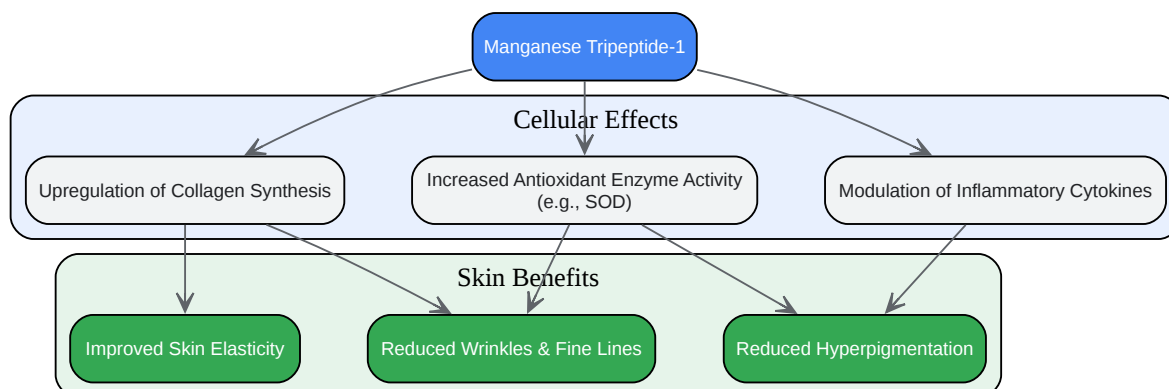 Manganese Tripeptide-1
Cellular Effects
Upregulation of Collagen Synthesis
Increased Antioxidant Enzyme Activity
(e.g., SOD)
Modulation of Inflammatory Cytokines
Skin Benefits
Improved Skin Elasticity
Reduced Wrinkles & Fine Lines
Reduced Hyperpigmentation